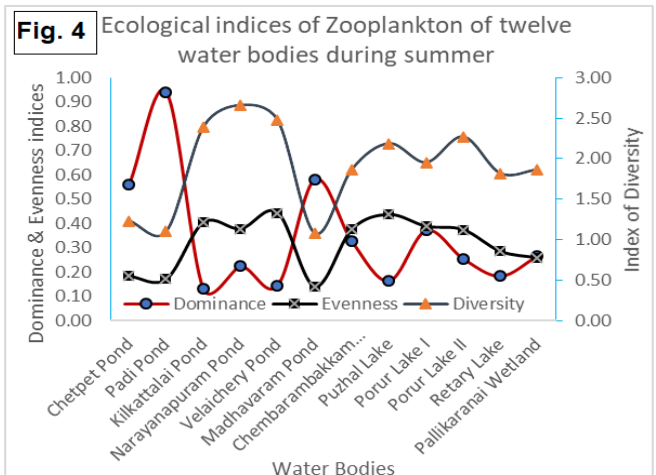 Fig. 4
Ecological indices of Zooplankton of twelve
water bodies during summer
Dominance & Evenness indices
1.00
0.90
0.80
0.70
0.60
0.50
0.40
0.30
0.20
0.10
0.00
3.00
2.50
2.00
1.50
1.00
0.50
0.00
Index of Diversity
Dominance
Evenness
Diversity
Chetpet Pond
Padi Pond
Kilkattalai Pond
Narayanapuram Pond
Velaichery Pond
Madhavaram Pond
Chembarambakkam...
Puzhal Lake
Porur Lake I
Porur Lake II
Retary Lake
Pallikaranai Wetland
Water Bodies